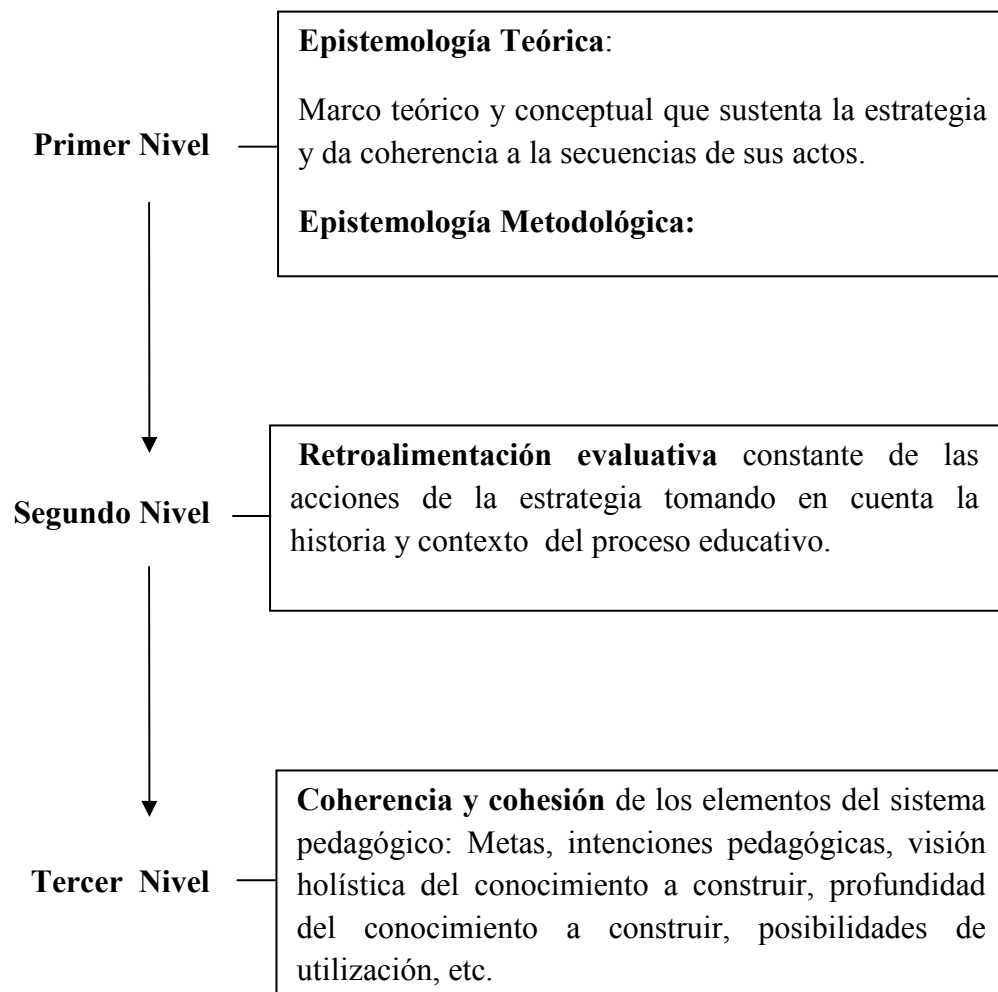 Epistemología Teórica:
Marco teórico y conceptual que sustenta la estrategia
y da coherencia a la secuencias de sus actos.
Primer Nivel
Epistemología Metodológica:
Retroalimentación evaluativa constante de las
acciones de la estrategia tomando en cuenta la
historia y contexto del proceso educativo.
Segundo Nivel
Coherencia y cohesión de los elementos del sistema
pedagógico: Metas, intenciones pedagógicas, visión
holística del conocimiento a construir, profundidad
del conocimiento a construir, posibilidades de
utilización, etc.
Tercer Nivel